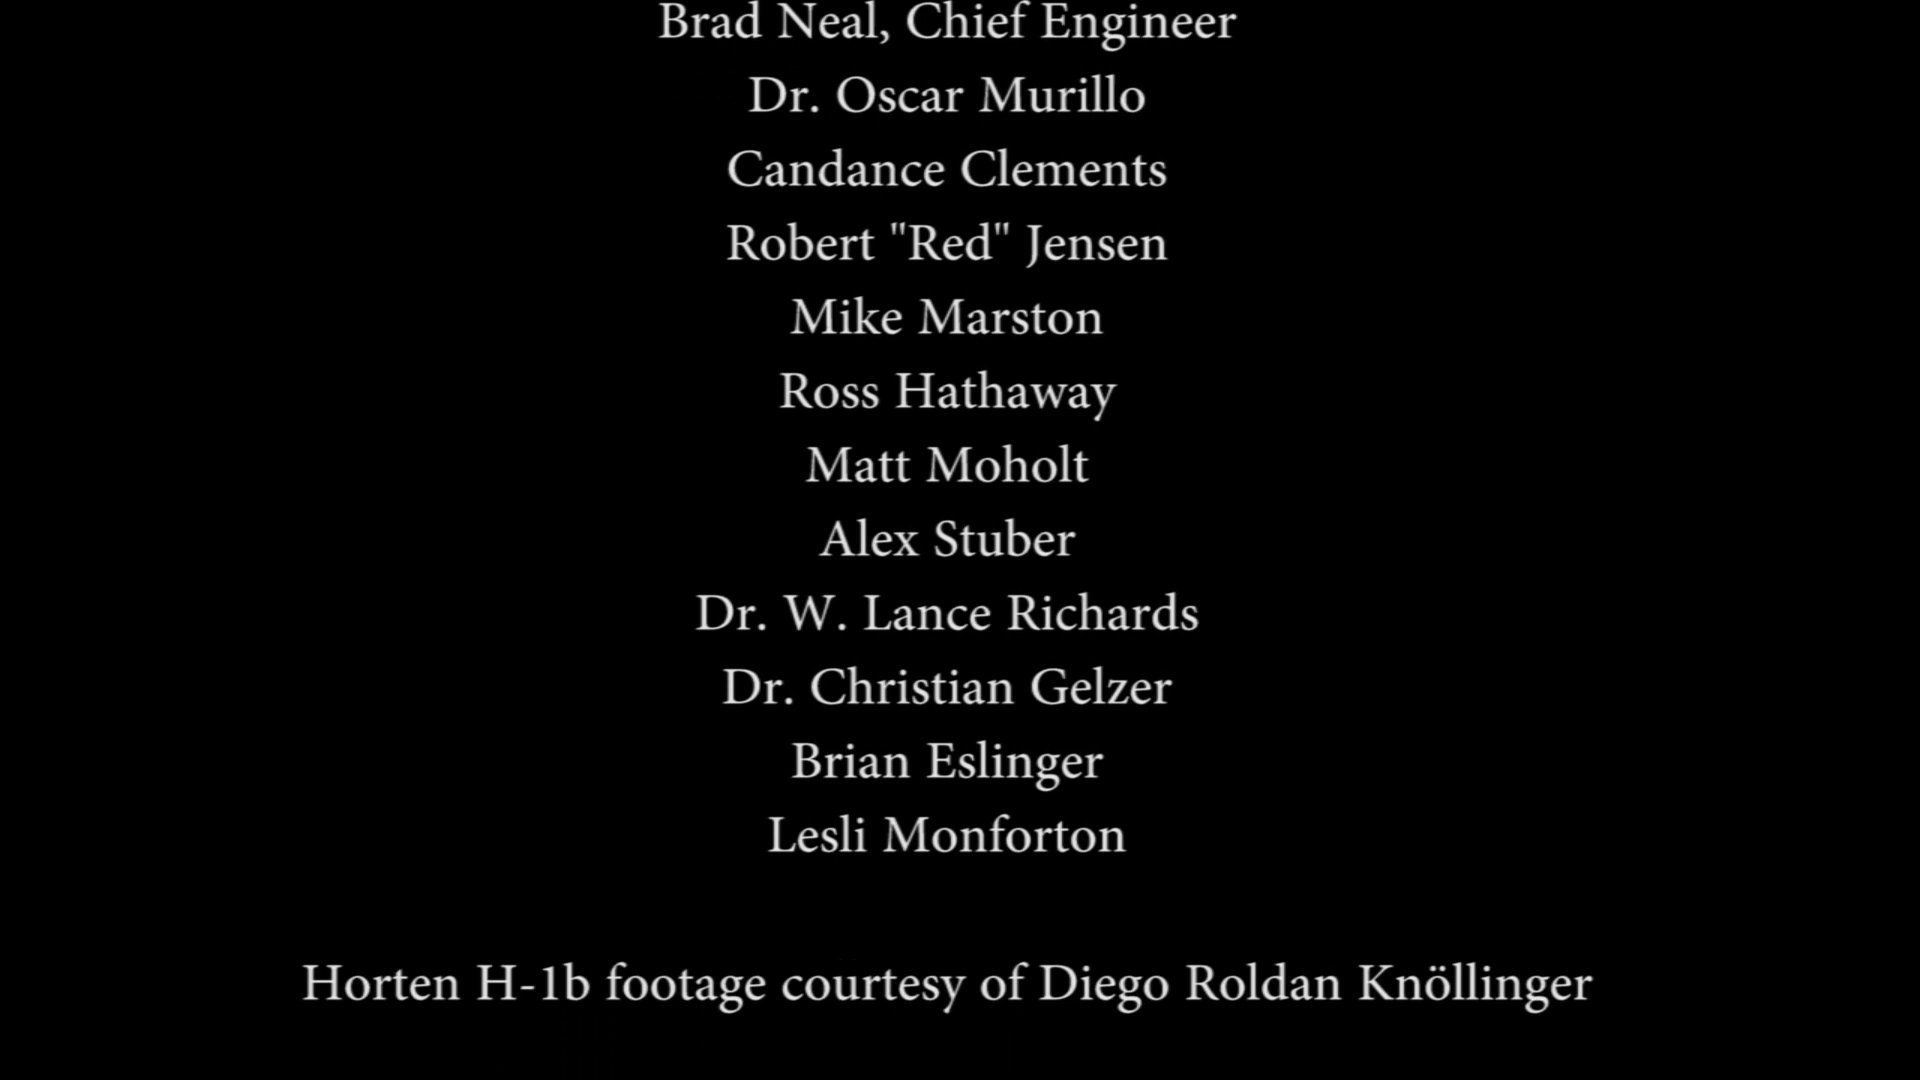 Brad Neal, Chief Engineer
Dr. Oscar Murillo
Candance Clements
Robert "Red" Jensen
Mike Marston
Ross Hathaway
Matt Moholt
Alex Stuber
Dr. W. Lance Richards
Dr. Christian Gelzer
Brian Eslinger
Lesli Monforton
Horten H-1b footage courtesy of Diego Roldan Knöllinger